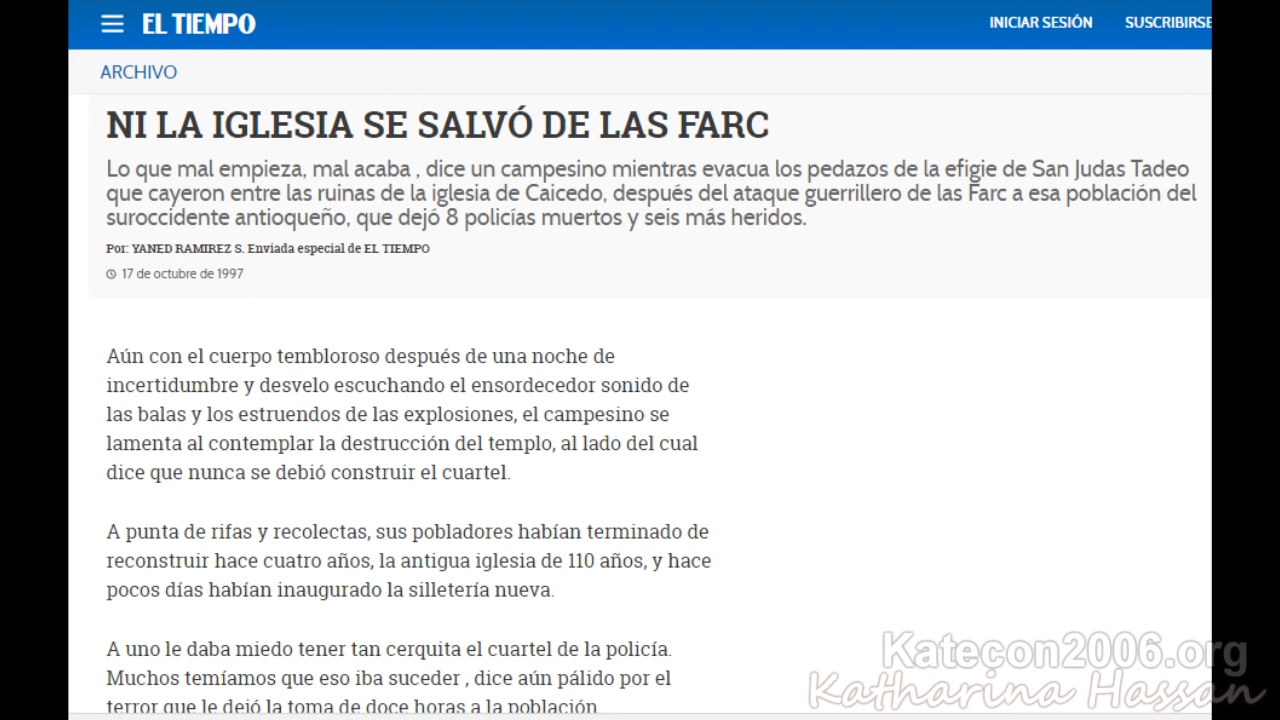 EL TIEMPO
INICIAR SESIÓN
SUSCRIBIRSE
ARCHIVO
NI LA IGLESIA SE SALVÓ DE LAS FARC
Lo que mal empieza, mal acaba , dice un campesino mientras evacua los pedazos de la efigie de San Judas Tadeo
que cayeron entre las ruinas de la iglesia de Caicedo, después del ataque guerrillero de las Farc a esa población del
suroccidente antioqueño, que dejó 8 policías muertos y seis más heridos.
Por: YANED RAMIREZ S. Enviada especial de EL TIEMPO
17 de octubre de 1997
Aún con el cuerpo tembloroso después de una noche de
incertidumbre y desvelo escuchando el ensordecedor sonido de
las balas y los estruendos de las explosiones, el campesino se
lamenta al contemplar la destrucción del templo, al lado del cual
dice que nunca se debió construir el cuartel.
A punta de rifas y recolectas, sus pobladores habían terminado de
reconstruir hace cuatro años, la antigua iglesia de 110 años, y hace
pocos días habían inaugurado la silletería nueva.
A uno le daba miedo tener tan cerquita el cuartel de la policía.
Muchos temíamos que eso iba suceder , dice aún pálido por el
terror que le dejó la toma de doce horas a la población
Katecon2006.org
Katharina Hassan